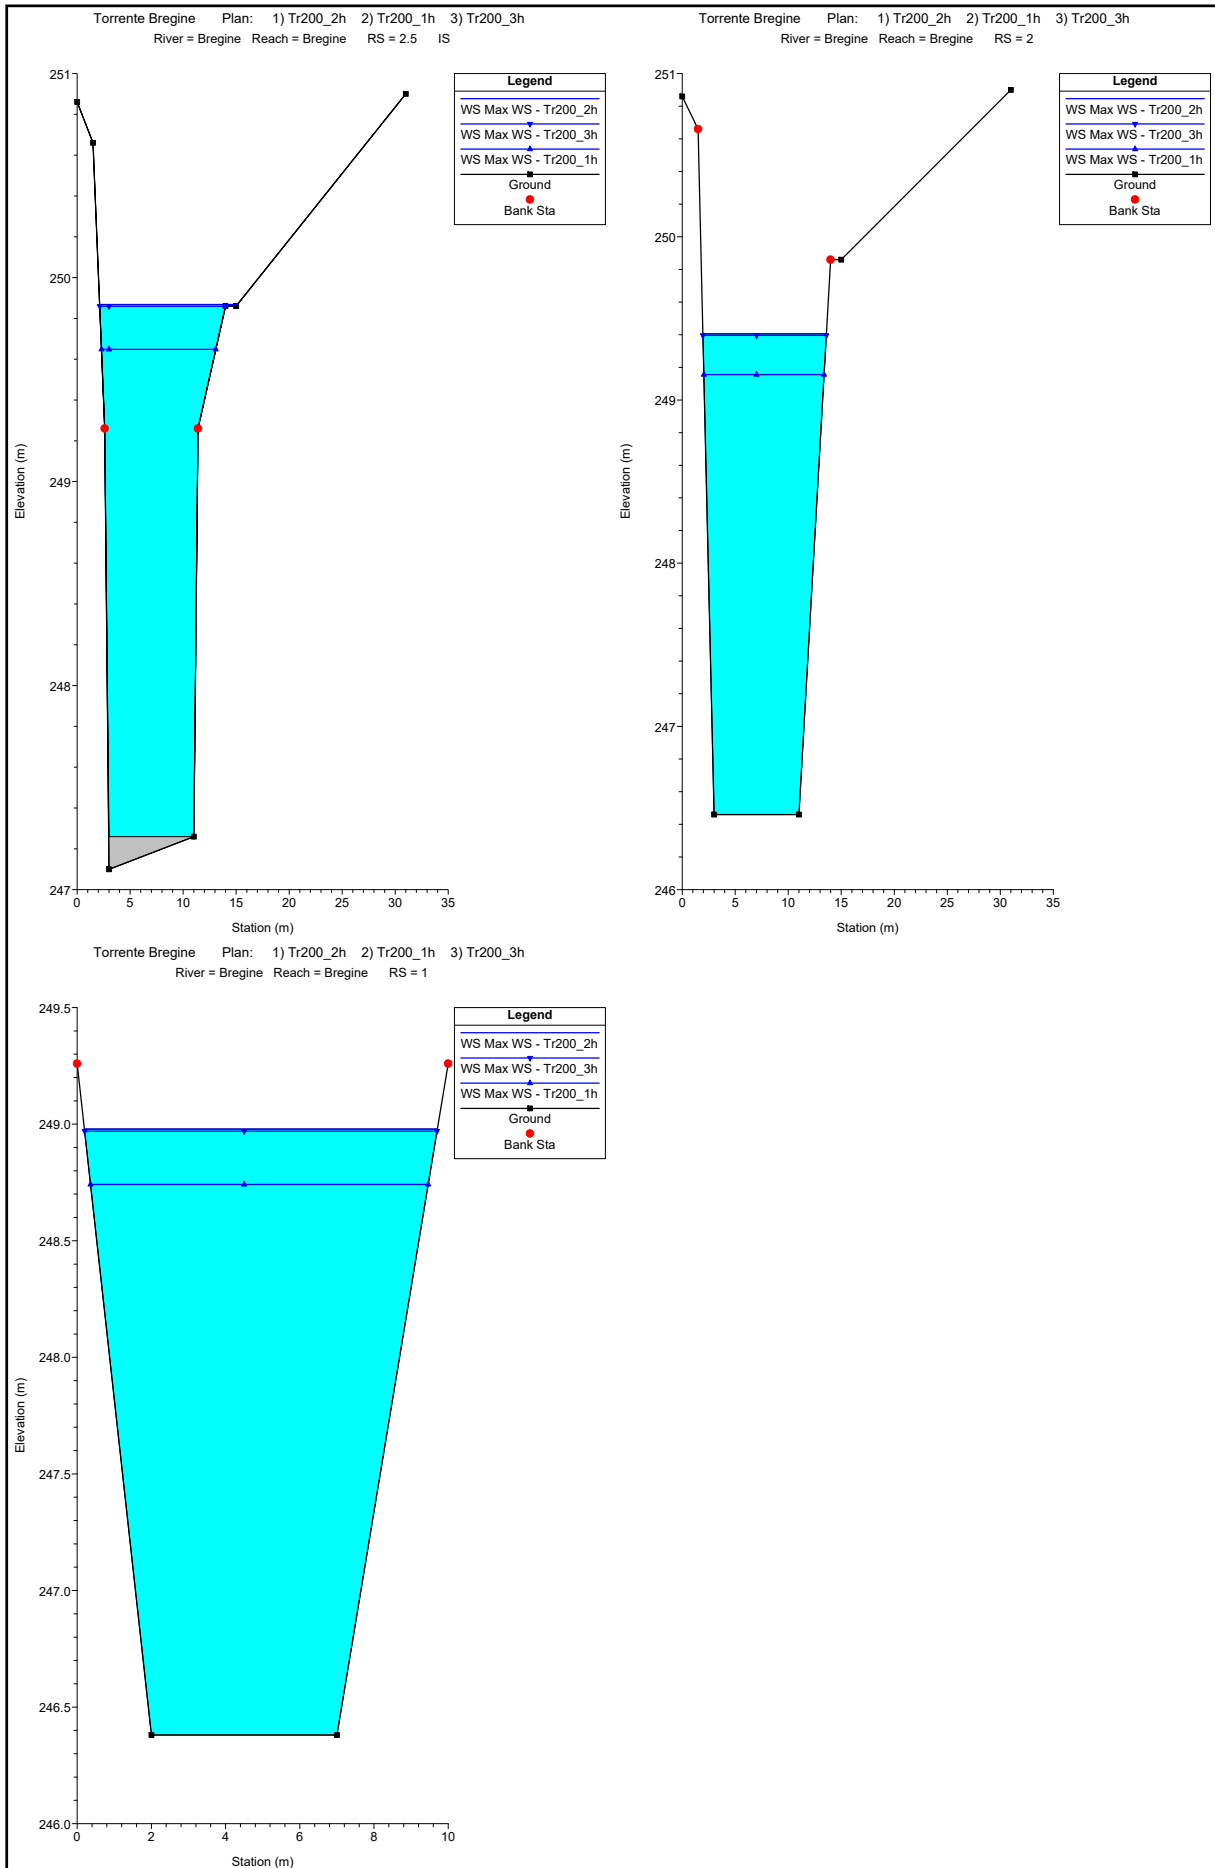 Torrente Bregine Plan: 1) Tr200_2h 2) Tr200_1h 3) Tr200_3h
River = Bregine Reach = Bregine RS = 2.5 IS
251
250
249
248
247
Elevation (m)
0 5 10 15 20 25 30 35
Station (m)
Legend
WS Max WS - Tr200_2h
WS Max WS - Tr200_3h
WS Max WS - Tr200_1h
Ground
Bank Sta
Torrente Bregine Plan: 1) Tr200_2h 2) Tr200_1h 3) Tr200_3h
River = Bregine Reach = Bregine RS = 2
251
250
249
248
247
246
Elevation (m)
0 5 10 15 20 25 30 35
Station (m)
Legend
WS Max WS - Tr200_2h
WS Max WS - Tr200_3h
WS Max WS - Tr200_1h
Ground
Bank Sta
Torrente Bregine Plan: 1) Tr200_2h 2) Tr200_1h 3) Tr200_3h
River = Bregine Reach = Bregine RS = 1
249.5
249.0
248.5
248.0
247.5
247.0
246.5
246.0
Elevation (m)
0 2 4 6 8 10
Station (m)
Legend
WS Max WS - Tr200_2h
WS Max WS - Tr200_3h
WS Max WS - Tr200_1h
Ground
Bank Sta